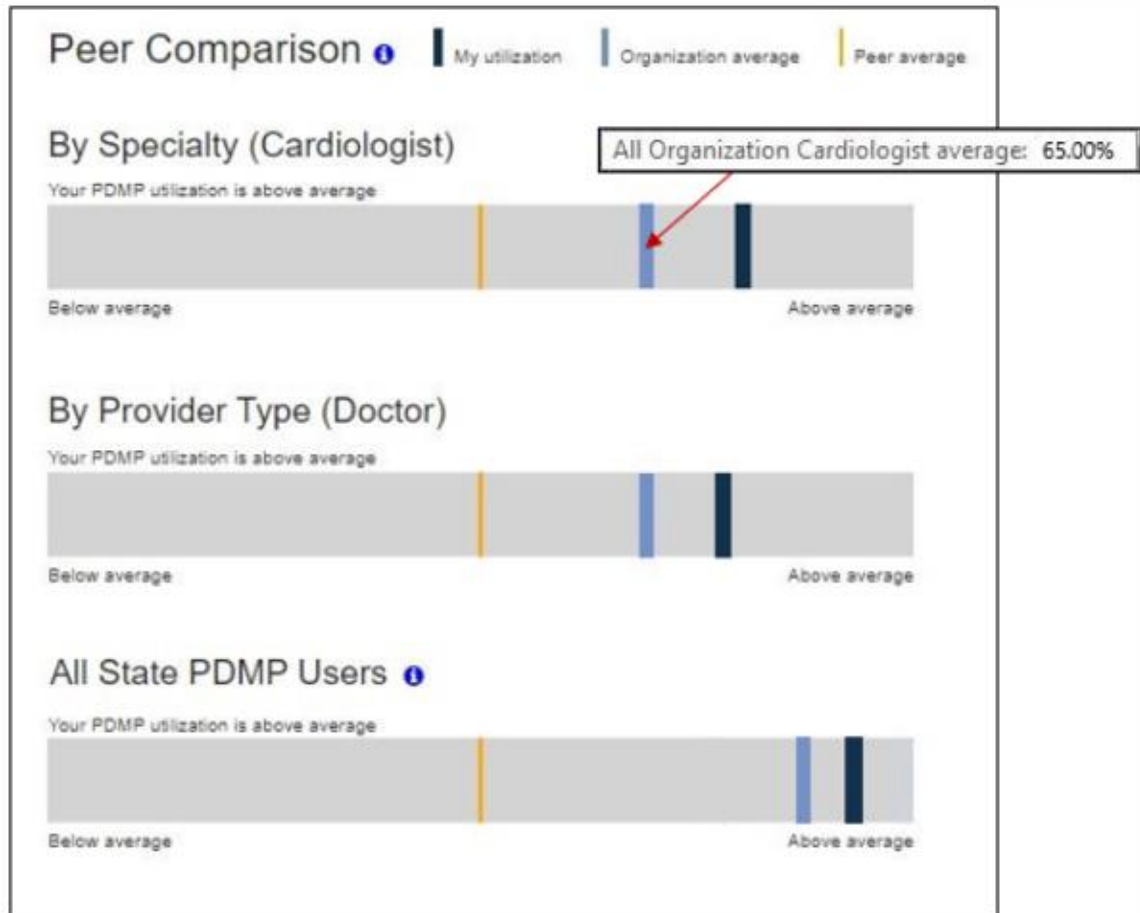 Peer Comparison
My utilization
Organization average
Peer average
By Specialty (Cardiologist)
All Organization Cardiologist average: 65.00%
Your PDMP utilization is above average
Below average
Above average
By Provider Type (Doctor)
Your PDMP utilization is above average
Below average
Above average
All State PDMP Users
Your PDMP utilization is above average
Below average
Above average